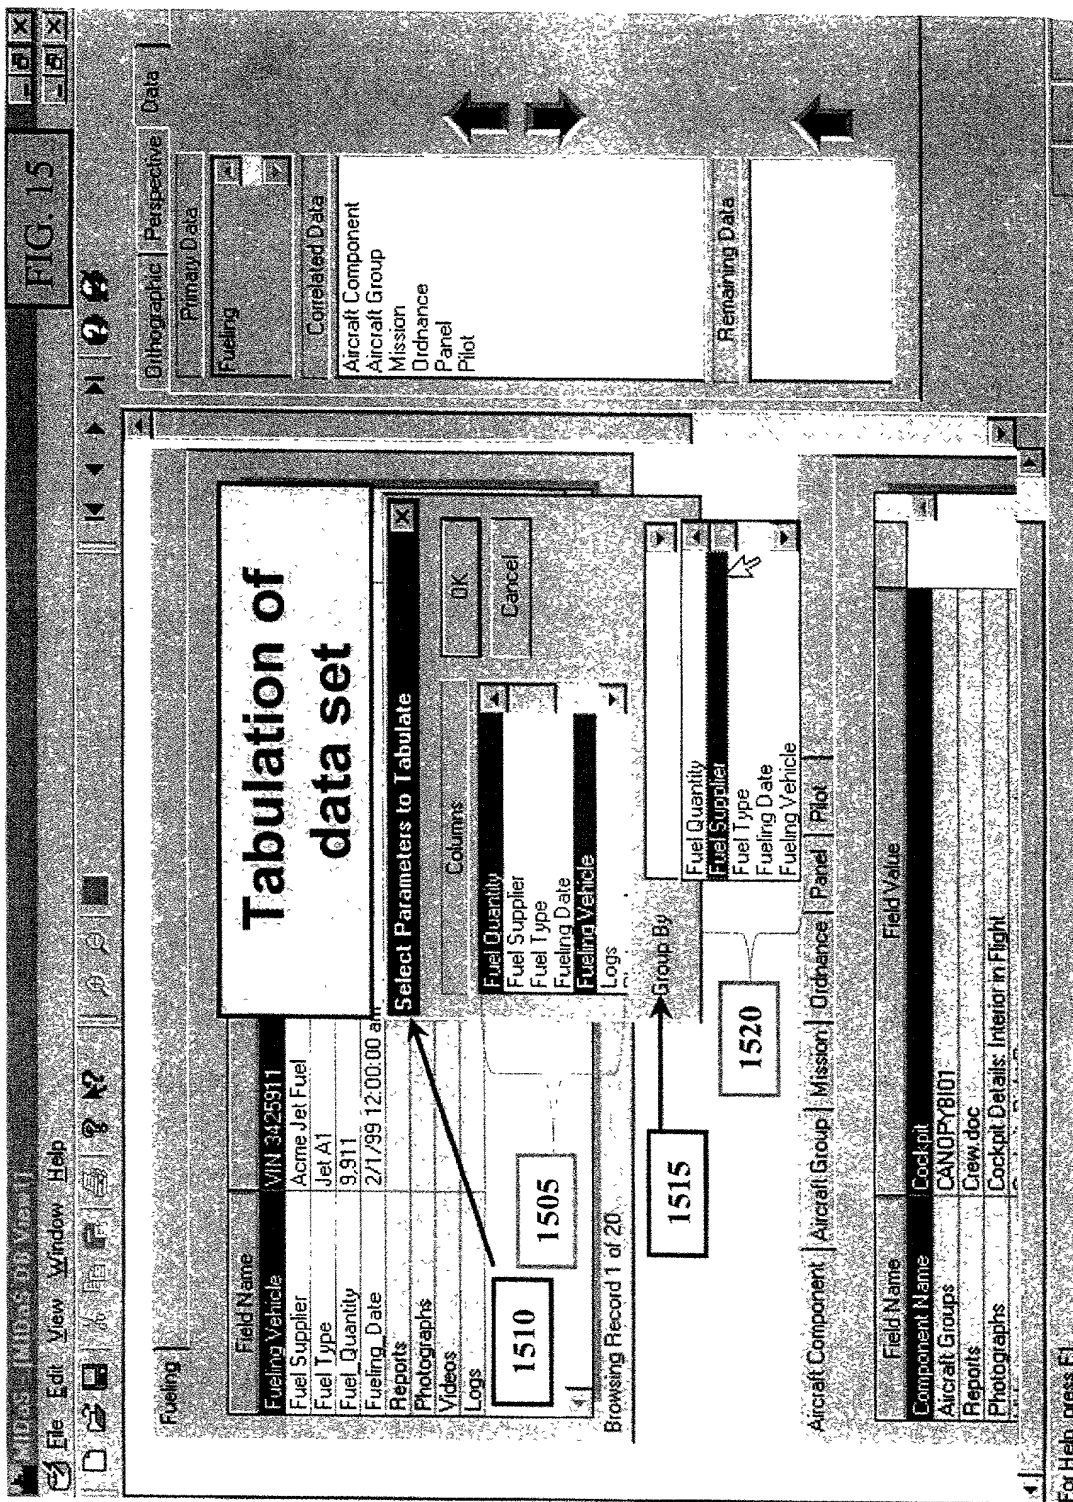 FIG. 15
File Edit View Window Help
Orthographic Perspective Data
Primary Data
Fueling
Correlated Data
Aircraft Component
Aircraft Group
Mission
Ordnance
Panel
Pilot
Remaining Data
Fueling
Field Name
Fueling Vehicle VIN 3425911
Fuel Supplier Acme Jet Fuel
Fuel Type Jet A1
Fuel_Quantity 9,911
Fueling_Date 2/1/99 12:00:00 am
Reports
Photographs
Videos
Logs
Browsing Record 1 of 20
Tabulation of
data set
Select Parameters to Tabulate
Columns
Fuel Quantity
Fuel Supplier
Fuel Type
Fueling Date
Fueling Vehicle
Logs
OK
Cancel
Group By
Fuel Quantity
Fuel Supplier
Fuel Type
Fueling Date
Fueling Vehicle
1510
1505
1515
1520
Aircraft Component Aircraft Group Mission Ordnance Panel Pilot
Field Name Field Value
Component Name Cockpit
Aircraft Groups CANOPYBI01
Reports Crew.doc
Photographs Cockpit Details: Interior in Flight
For Help, press F1